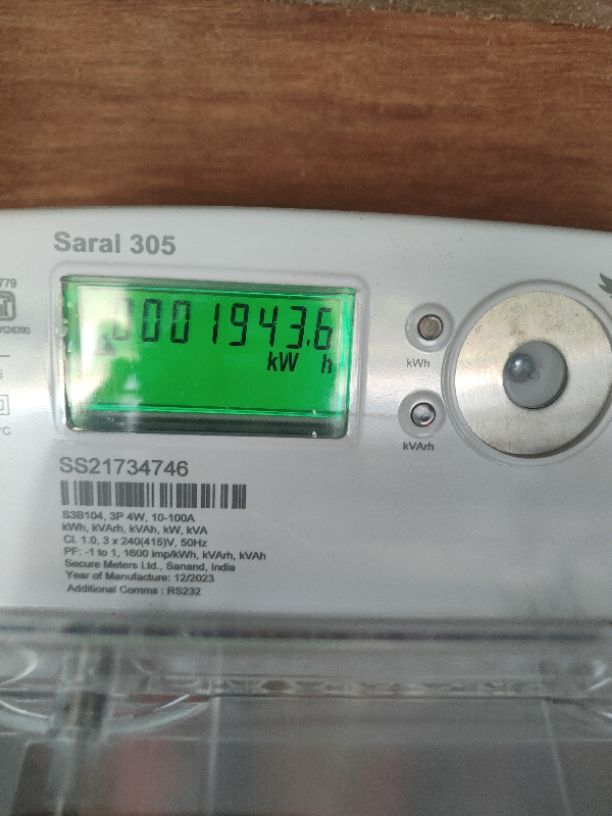 Saral 305
0001943.6
kW h
kWh
kVArh
SS21734746
S3B104, 3P 4W, 10-100A
kWh, kVArh, kVAh, kW, kVA
Cl. 1.0, 3 x 240(415)V, 50Hz
PF: -1 to 1, 1600 imp/kWh, kVArh, kVAh
Secure Meters Ltd., Sanand, India
Year of Manufacture: 12/2023
Additional Comms : RS232